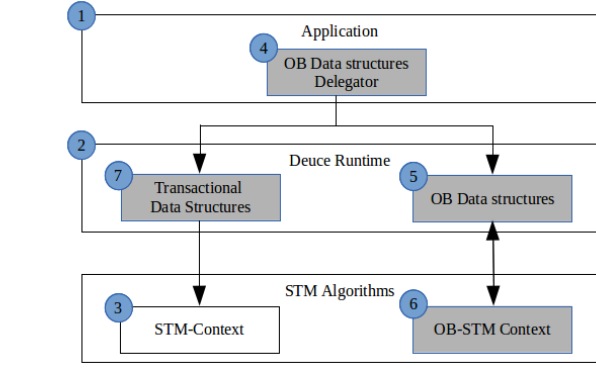 1
Application
4
OB Data structures
Delegator
2
Deuce Runtime
7
Transactional
Data Structures
5
OB Data structures
STM Algorithms
3
STM-Context
6
OB-STM Context